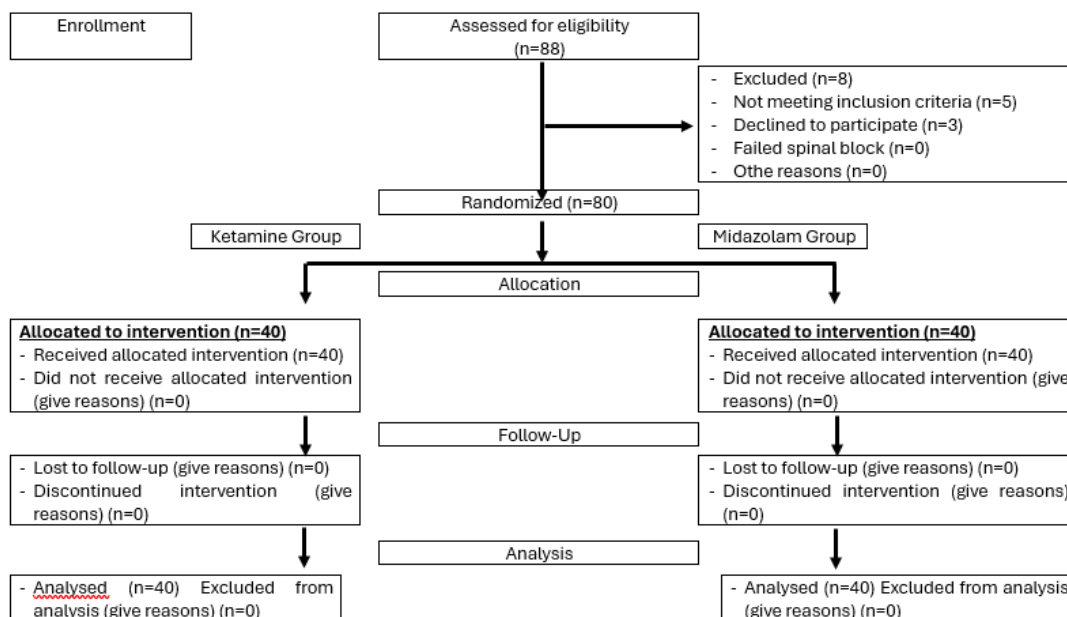 Enrollment
Assessed for eligibility
(n=88)
- Excluded (n=8)
- Not meeting inclusion criteria (n=5)
- Declined to participate (n=3)
- Failed spinal block (n=0)
- Othe reasons (n=0)
Randomized (n=80)
Ketamine Group
Midazolam Group
Allocation
Allocated to intervention (n=40)
- Received allocated intervention (n=40)
- Did not receive allocated intervention
(give reasons) (n=0)
Allocated to intervention (n=40)
- Received allocated intervention (n=40)
- Did not receive allocated intervention (give
reasons) (n=0)
Follow-Up
- Lost to follow-up (give reasons) (n=0)
- Discontinued intervention (give
reasons) (n=0)
- Lost to follow-up (give reasons) (n=0)
- Discontinued intervention (give reasons)
(n=0)
Analysis
- Analysed (n=40) Excluded from
analysis (give reasons) (n=0)
- Analysed (n=40) Excluded from analysis
(give reasons) (n=0)